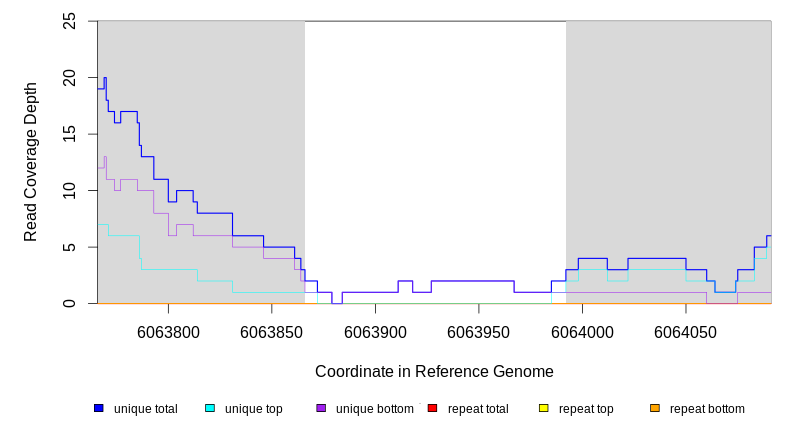 25
20
15
10
5
0
Read Coverage Depth
6063800 6063850 6063900 6063950 6064000 6064050
Coordinate in Reference Genome
unique total unique top unique bottom repeat total repeat top repeat bottom